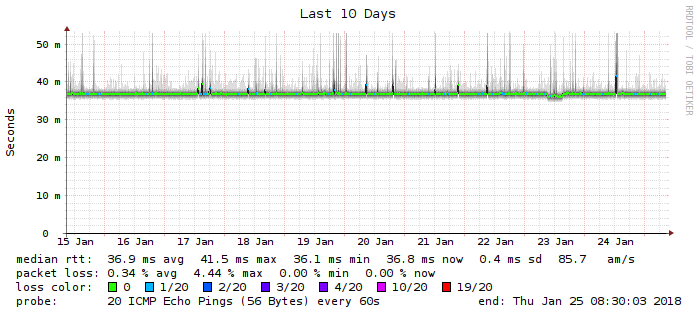 Last 10 Days
RRDTOOL / TOBI OETIKER
Seconds
50 m
40 m
30 m
20 m
10 m
0
15 Jan 16 Jan 17 Jan 18 Jan 19 Jan 20 Jan 21 Jan 22 Jan 23 Jan 24 Jan
median rtt: 36.9 ms avg 41.5 ms max 36.1 ms min 36.8 ms now 0.4 ms sd 85.7 am/s
packet loss: 0.34 % avg 4.44 % max 0.00 % min 0.00 % now
loss color: 0 1/20 2/20 3/20 4/20 10/20 19/20
probe: 20 ICMP Echo Pings (56 Bytes) every 60s end: Thu Jan 25 08:30:03 2018